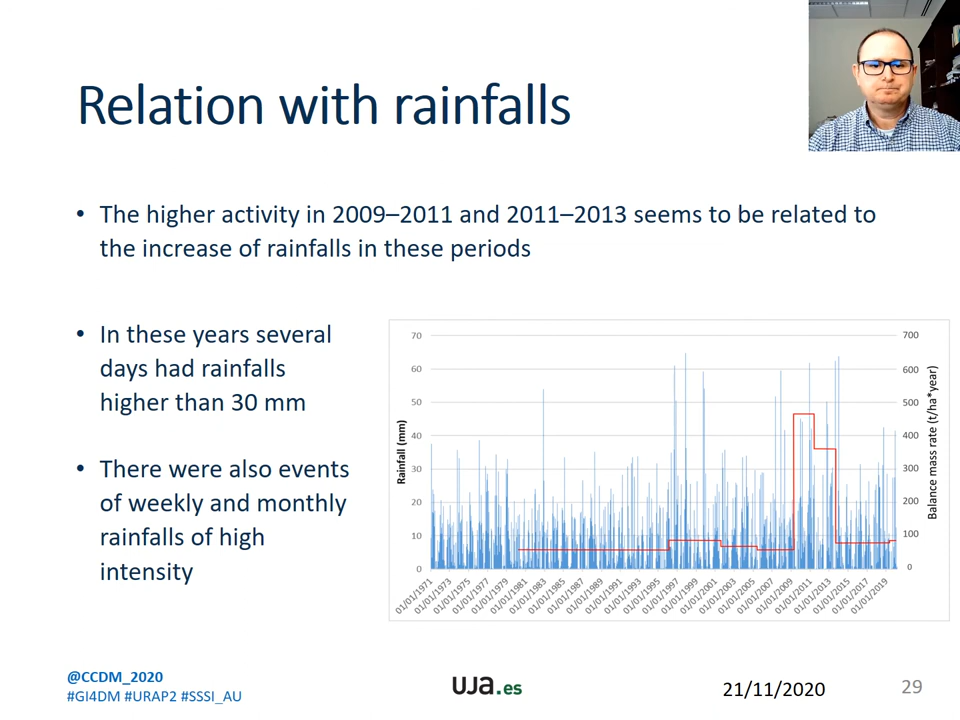 Relation with rainfalls
• The higher activity in 2009–2011 and 2011–2013 seems to be related to
the increase of rainfalls in these periods
• In these years several
days had rainfalls
higher than 30 mm
• There were also events
of weekly and monthly
rainfalls of high
intensity
Rainfall (mm)
70
60
50
40
30
20
10
0
700
600
500
400
300
200
100
0
Balance mass rate (t/ha*year)
01/01/1971
01/01/1973
01/01/1975
01/01/1977
01/01/1979
01/01/1981
01/01/1983
01/01/1985
01/01/1987
01/01/1989
01/01/1991
01/01/1993
01/01/1995
01/01/1997
01/01/1999
01/01/2001
01/01/2003
01/01/2005
01/01/2007
01/01/2009
01/01/2011
01/01/2013
01/01/2015
01/01/2017
01/01/2019
@CCDM_2020
#GI4DM #URAP2 #SSSI_AU
uja.es
21/11/2020
29